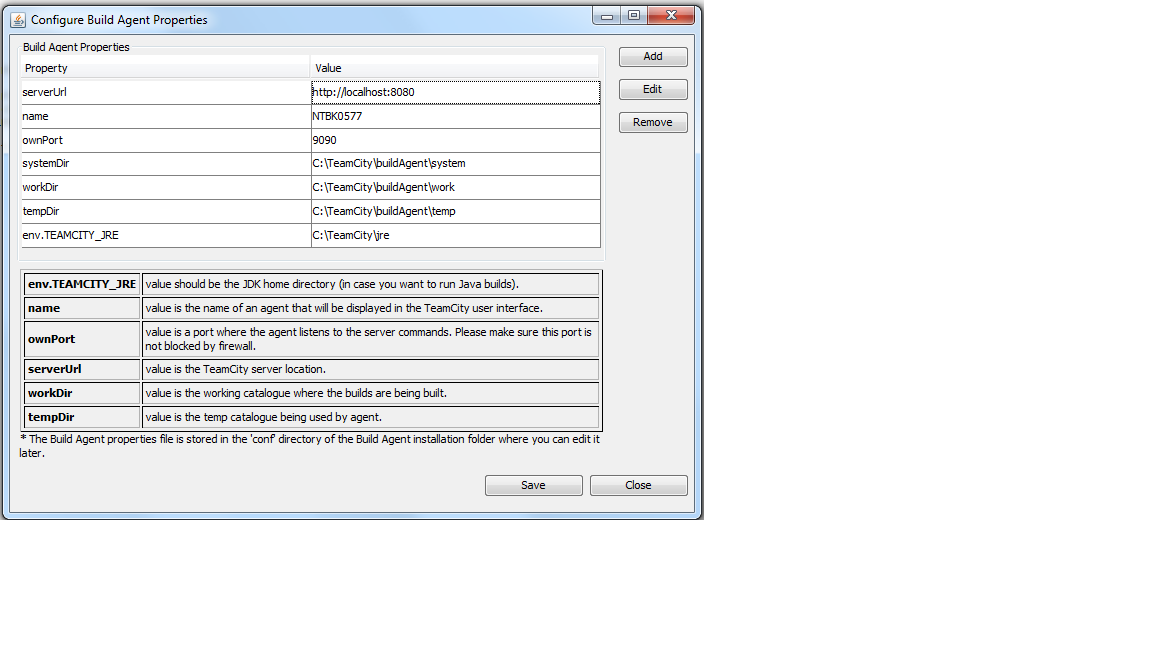 Configure Build Agent Properties
Build Agent Properties
Property Value
serverUrl http://localhost:8080
name NTBK0577
ownPort 9090
systemDir C:\TeamCity\buildAgent\system
workDir C:\TeamCity\buildAgent\work
tempDir C:\TeamCity\buildAgent\temp
env.TEAMCITY_JRE C:\TeamCity\jre
Add
Edit
Remove
env.TEAMCITY_JRE value should be the JDK home directory (in case you want to run Java builds).
name value is the name of an agent that will be displayed in the TeamCity user interface.
ownPort value is a port where the agent listens to the server commands. Please make sure this port is
not blocked by firewall.
serverUrl value is the TeamCity server location.
workDir value is the working catalogue where the builds are being built.
tempDir value is the temp catalogue being used by agent.
* The Build Agent properties file is stored in the 'conf' directory of the Build Agent installation folder where you can edit it
later.
Save Close